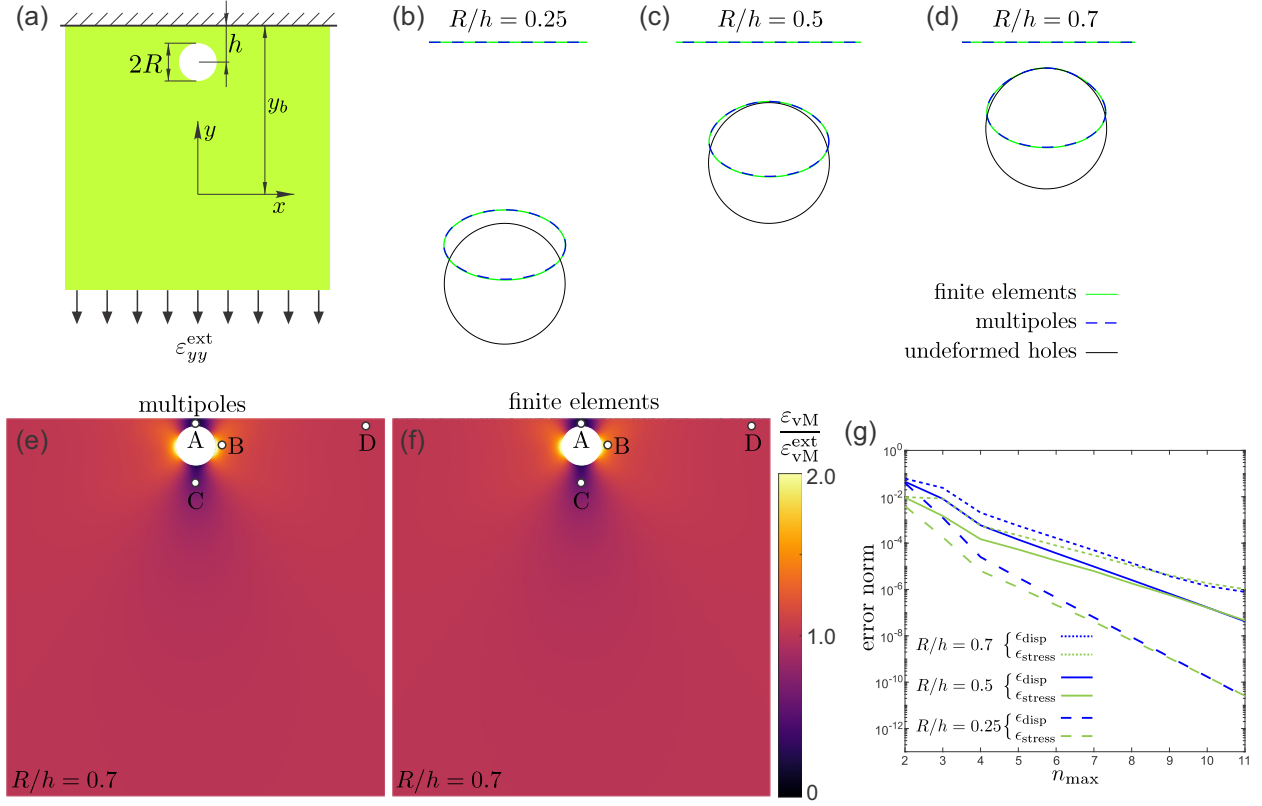 (a)
h
2R
y_b
y
x
ε_yy^ext
(b)
R/h = 0.25
(c)
R/h = 0.5
(d)
R/h = 0.7
finite elements
multipoles
undeformed holes
multipoles
(e)
A
B
C
D
R/h = 0.7
finite elements
(f)
A
B
C
D
R/h = 0.7
ε_vM
ε_vM^ext
2.0
1.0
0
(g)
error norm
10^0
10^-2
10^-4
10^-6
10^-8
10^-10
10^-12
R/h = 0.7 { ϵ_disp
ϵ_stress
R/h = 0.5 { ϵ_disp
ϵ_stress
R/h = 0.25 { ϵ_disp
ϵ_stress
2 3 4 5 6 7 8 9 10 11
n_max